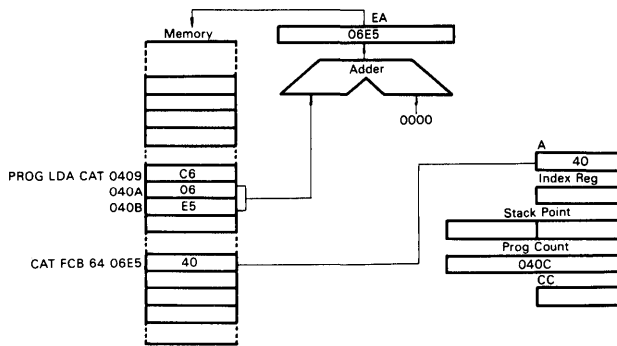 EA
Memory
06E5
Adder
0000
A
40
Index Reg
Stack Point
Prog Count
040C
CC
PROG LDA CAT 0409 C6
040A 06
040B E5
CAT FCB 64 06E5 40